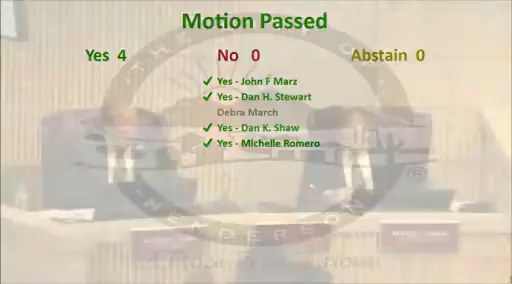 Motion Passed
Yes 4 No 0 Abstain 0
✔ Yes - John F Marz
✔ Yes - Dan H. Stewart
Debra March
✔ Yes - Dan K. Shaw
✔ Yes - Michelle Romero
HENDERSON
®